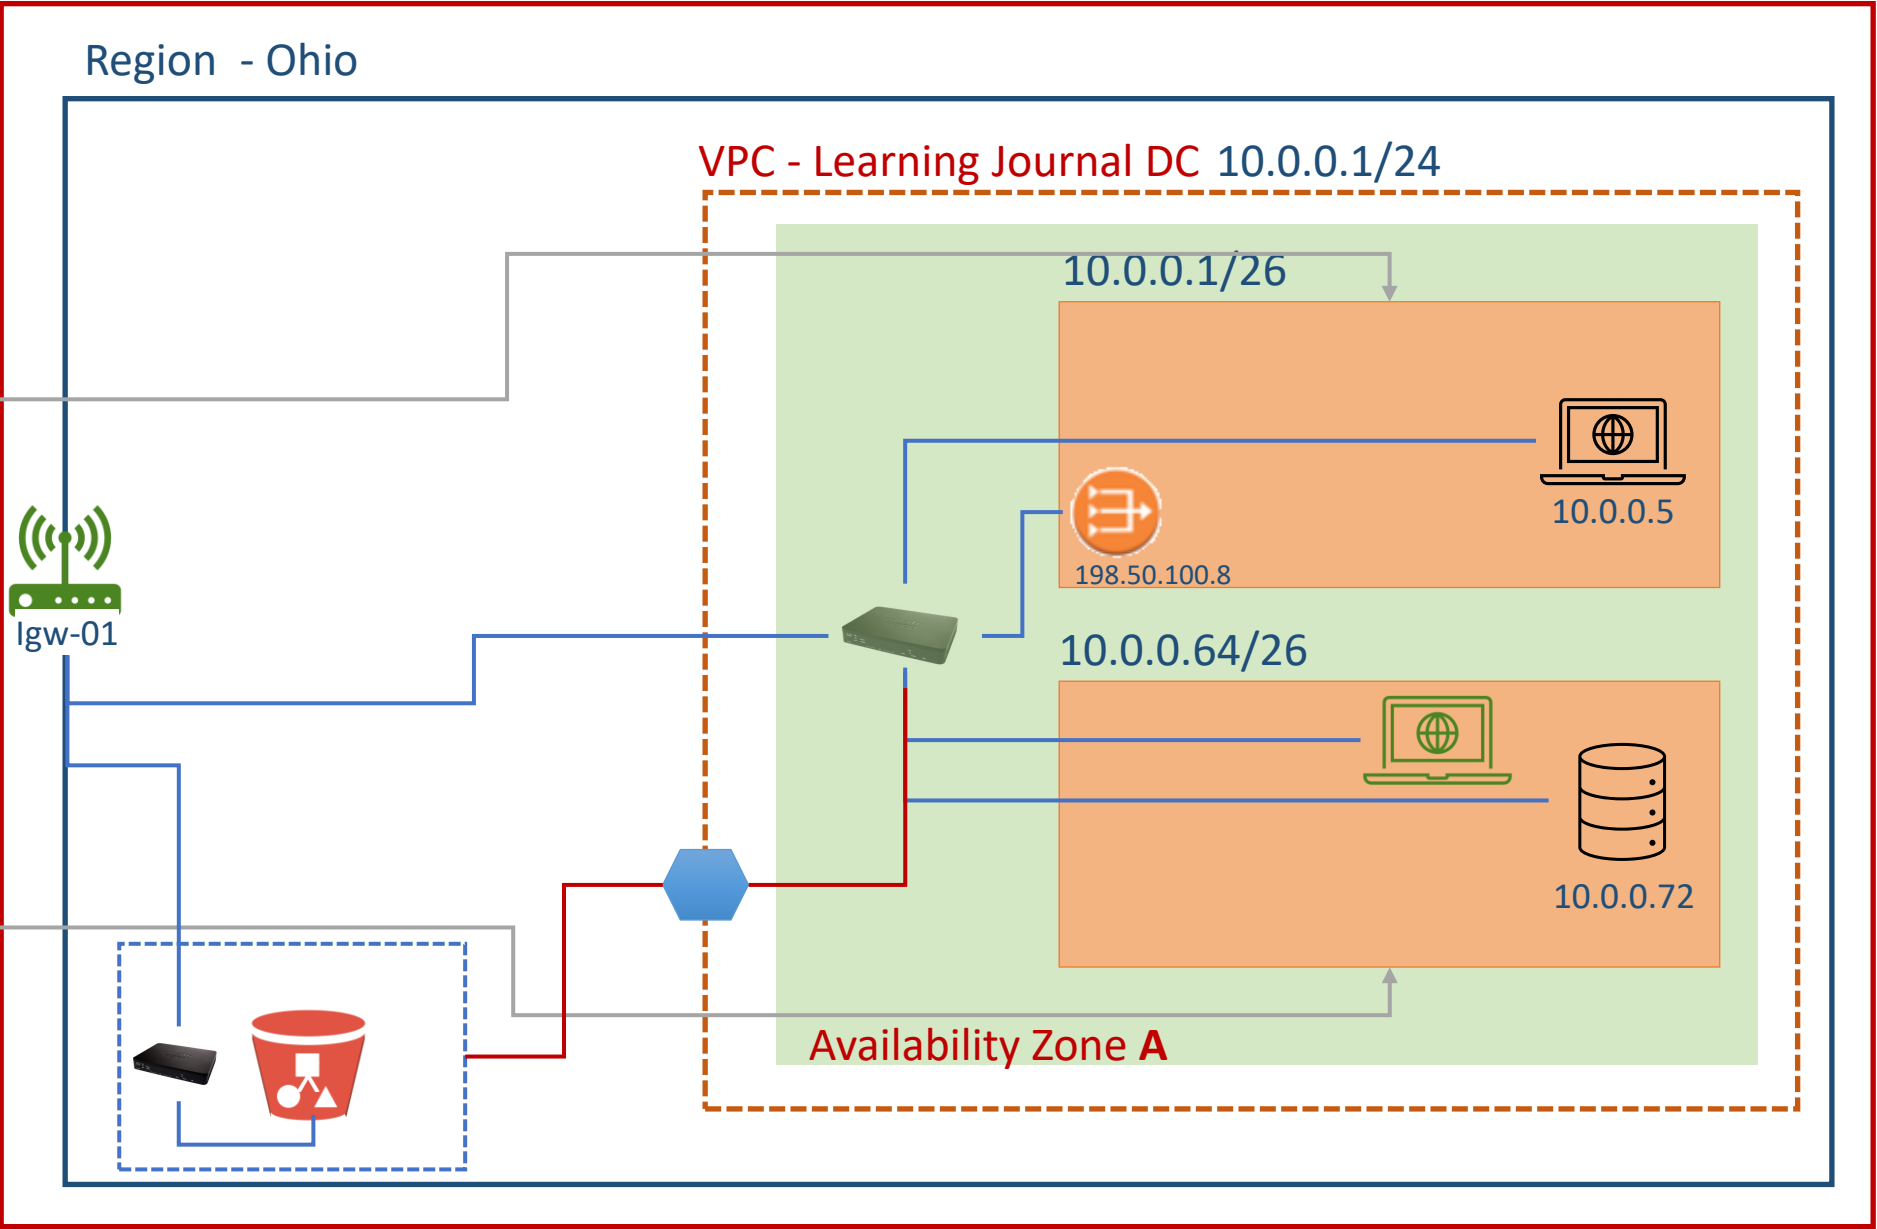 Region - Ohio
VPC - Learning Journal DC 10.0.0.1/24
10.0.0.1/26
10.0.0.5
198.50.100.8
Igw-01
10.0.0.64/26
10.0.0.72
Availability Zone A